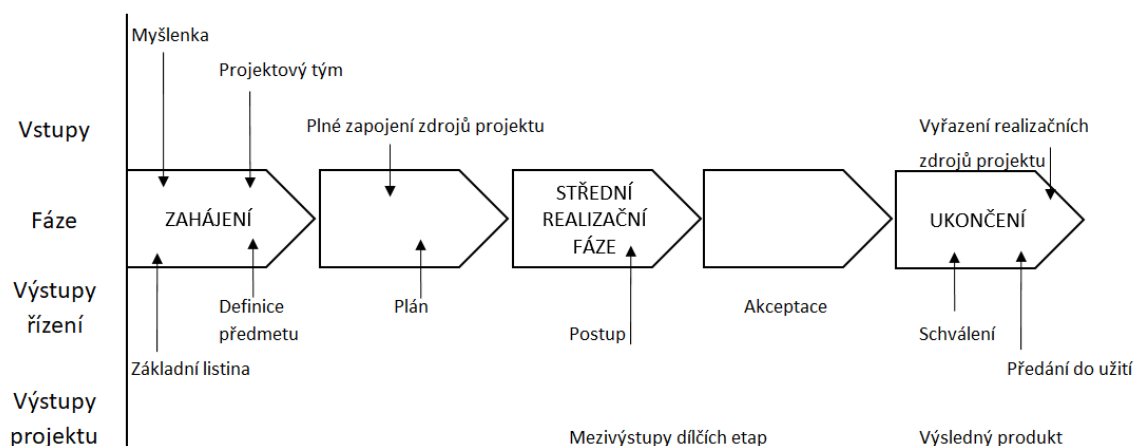 Myšlenka
Projektový tým
Vstupy
Plné zapojení zdrojů projektu
Vyřazení realizačních
zdrojů projektu
Fáze
ZAHÁJENÍ
STŘEDNÍ
REALIZAČNÍ
FÁZE
UKONČENÍ
Výstupy
řízení
Definice
předmetu
Plán
Postup
Akceptace
Schválení
Základní listina
Předání do užití
Výstupy
projektu
Mezivýstupy dílčích etap
Výsledný produkt